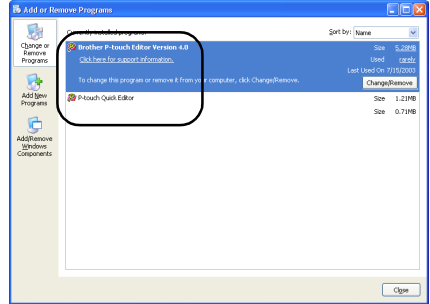 Add or Remove Programs
Change or
Remove
Programs
Add New
Programs
Add/Remove
Windows
Components
Currently installed programs:
Sort by: Name
Brother P-touch Editor Version 4.0
Size 5.28MB
Click here for support information.
Used rarely
Last Used On 7/15/2003
To change this program or remove it from your computer, click Change/Remove.
Change/Remove
P-touch Quick Editor
Size 1.21MB
Size 0.71MB
Close